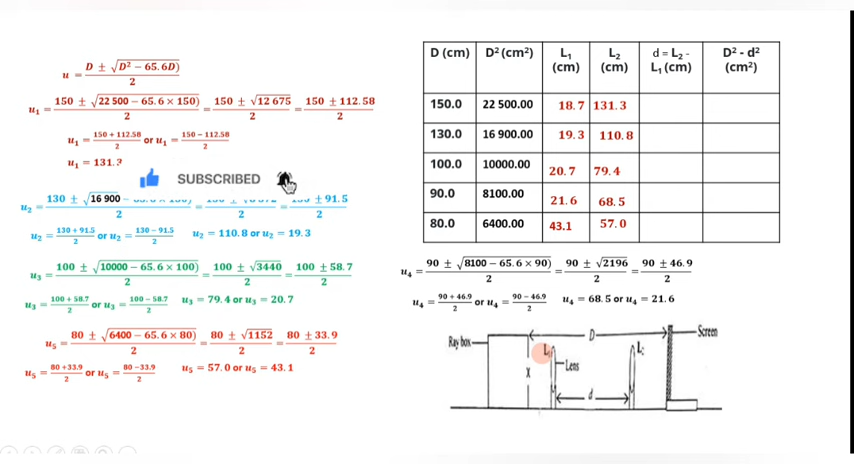 u = (D ± √(D² − 65.6D)) / 2
u₁ = (150 ± √(22 500 − 65.6 × 150)) / 2 = (150 ± √12 675) / 2 = (150 ± 112.58) / 2
u₁ = (150 + 112.58) / 2 or u₁ = (150 − 112.58) / 2
u₁ = 131.3
SUBSCRIBED
u₂ = (130 ± √(16 900 − / 2 = / 2 = ± 91.5 / 2
u₂ = (130 + 91.5) / 2 or u₂ = (130 − 91.5) / 2 u₂ = 110.8 or u₂ = 19.3
u₃ = (100 ± √(10000 − 65.6 × 100)) / 2 = (100 ± √3440) / 2 = (100 ± 58.7) / 2
u₃ = (100 + 58.7) / 2 or u₃ = (100 − 58.7) / 2 u₃ = 79.4 or u₃ = 20.7
u₅ = (80 ± √(6400 − 65.6 × 80)) / 2 = (80 ± √1152) / 2 = (80 ± 33.9) / 2
u₅ = (80 + 33.9) / 2 or u₅ = (80 − 33.9) / 2 u₅ = 57.0 or u₅ = 43.1
D (cm) D² (cm²) L₁ (cm) L₂ (cm) d = L₂ - L₁ (cm) D² - d² (cm²)
150.0 22 500.00 18.7 131.3
130.0 16 900.00 19.3 110.8
100.0 10000.00 20.7 79.4
90.0 8100.00 21.6 68.5
80.0 6400.00 43.1 57.0
u₄ = (90 ± √(8100 − 65.6 × 90)) / 2 = (90 ± √2196) / 2 = (90 ± 46.9) / 2
u₄ = (90 + 46.9) / 2 or u₄ = (90 − 46.9) / 2 u₄ = 68.5 or u₄ = 21.6
D
Screen
Ray box
L₁
L₂
Lens
X
d